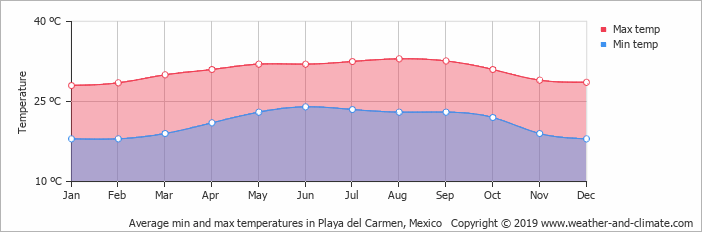 40 ºC
25 ºC
10 ºC
Temperature
Jan Feb Mar Apr May Jun Jul Aug Sep Oct Nov Dec
Max temp
Min temp
Average min and max temperatures in Playa del Carmen, Mexico Copyright © 2019 www.weather-and-climate.com